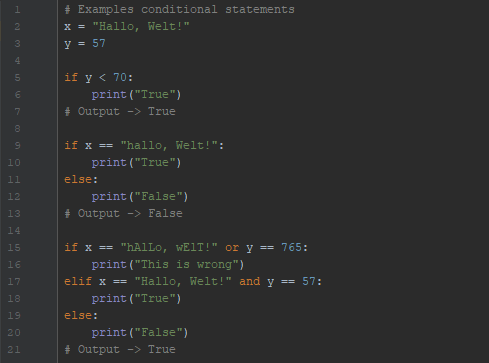 1 # Examples conditional statements
2 x = "Hallo, Welt!"
3 y = 57
4
5 if y < 70:
6     print("True")
7 # Output -> True
8
9 if x == "hallo, Welt!":
10     print("True")
11 else:
12     print("False")
13 # Output -> False
14
15 if x == "hAlLo, wElT!" or y == 765:
16     print("This is wrong")
17 elif x == "Hallo, Welt!" and y == 57:
18     print("True")
19 else:
20     print("False")
21 # Output -> True